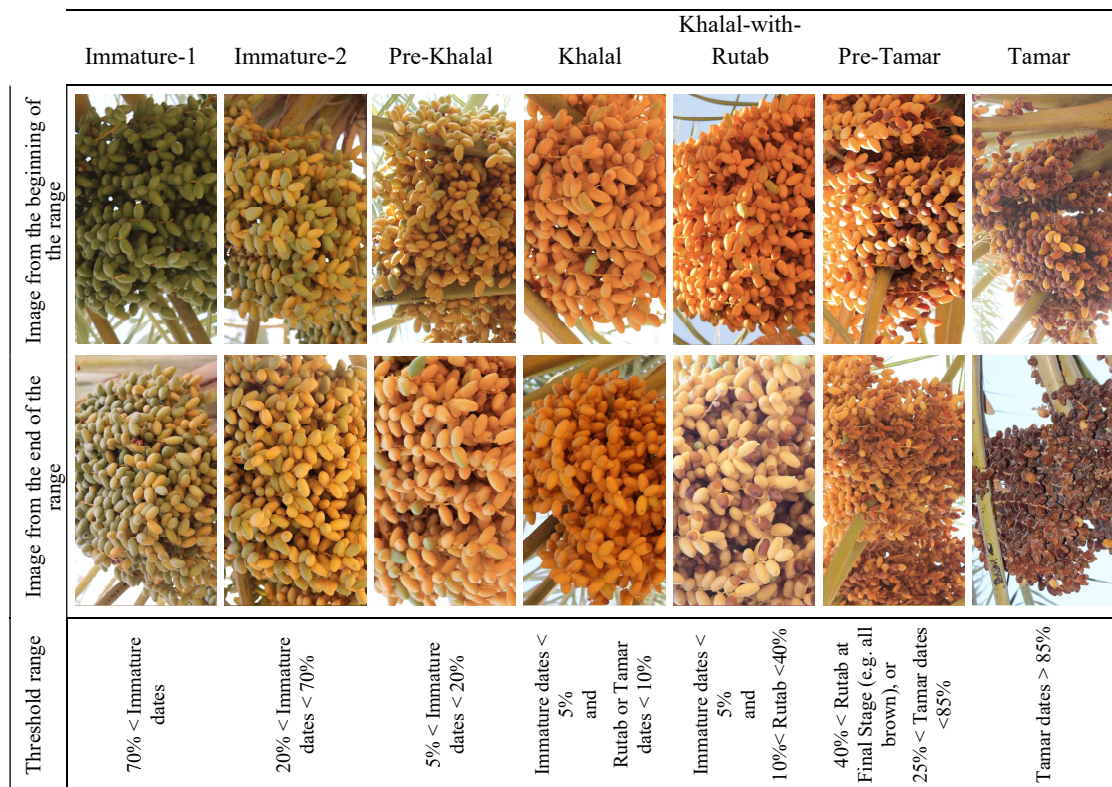 Immature-1
Immature-2
Pre-Khalal
Khalal
Khalal-with-
Rutab
Pre-Tamar
Tamar
Image from the beginning of
the range
Image from the end of the
range
Threshold range
70% < Immature
dates
20% < Immature
dates < 70%
5% < Immature
dates < 20%
Immature dates <
5%
and
Rutab or Tamar
dates < 10%
Immature dates <
5%
and
10%< Rutab <40%
40% < Rutab at
Final Stage (e.g. all
brown), or
25% < Tamar dates
<85%
Tamar dates > 85%